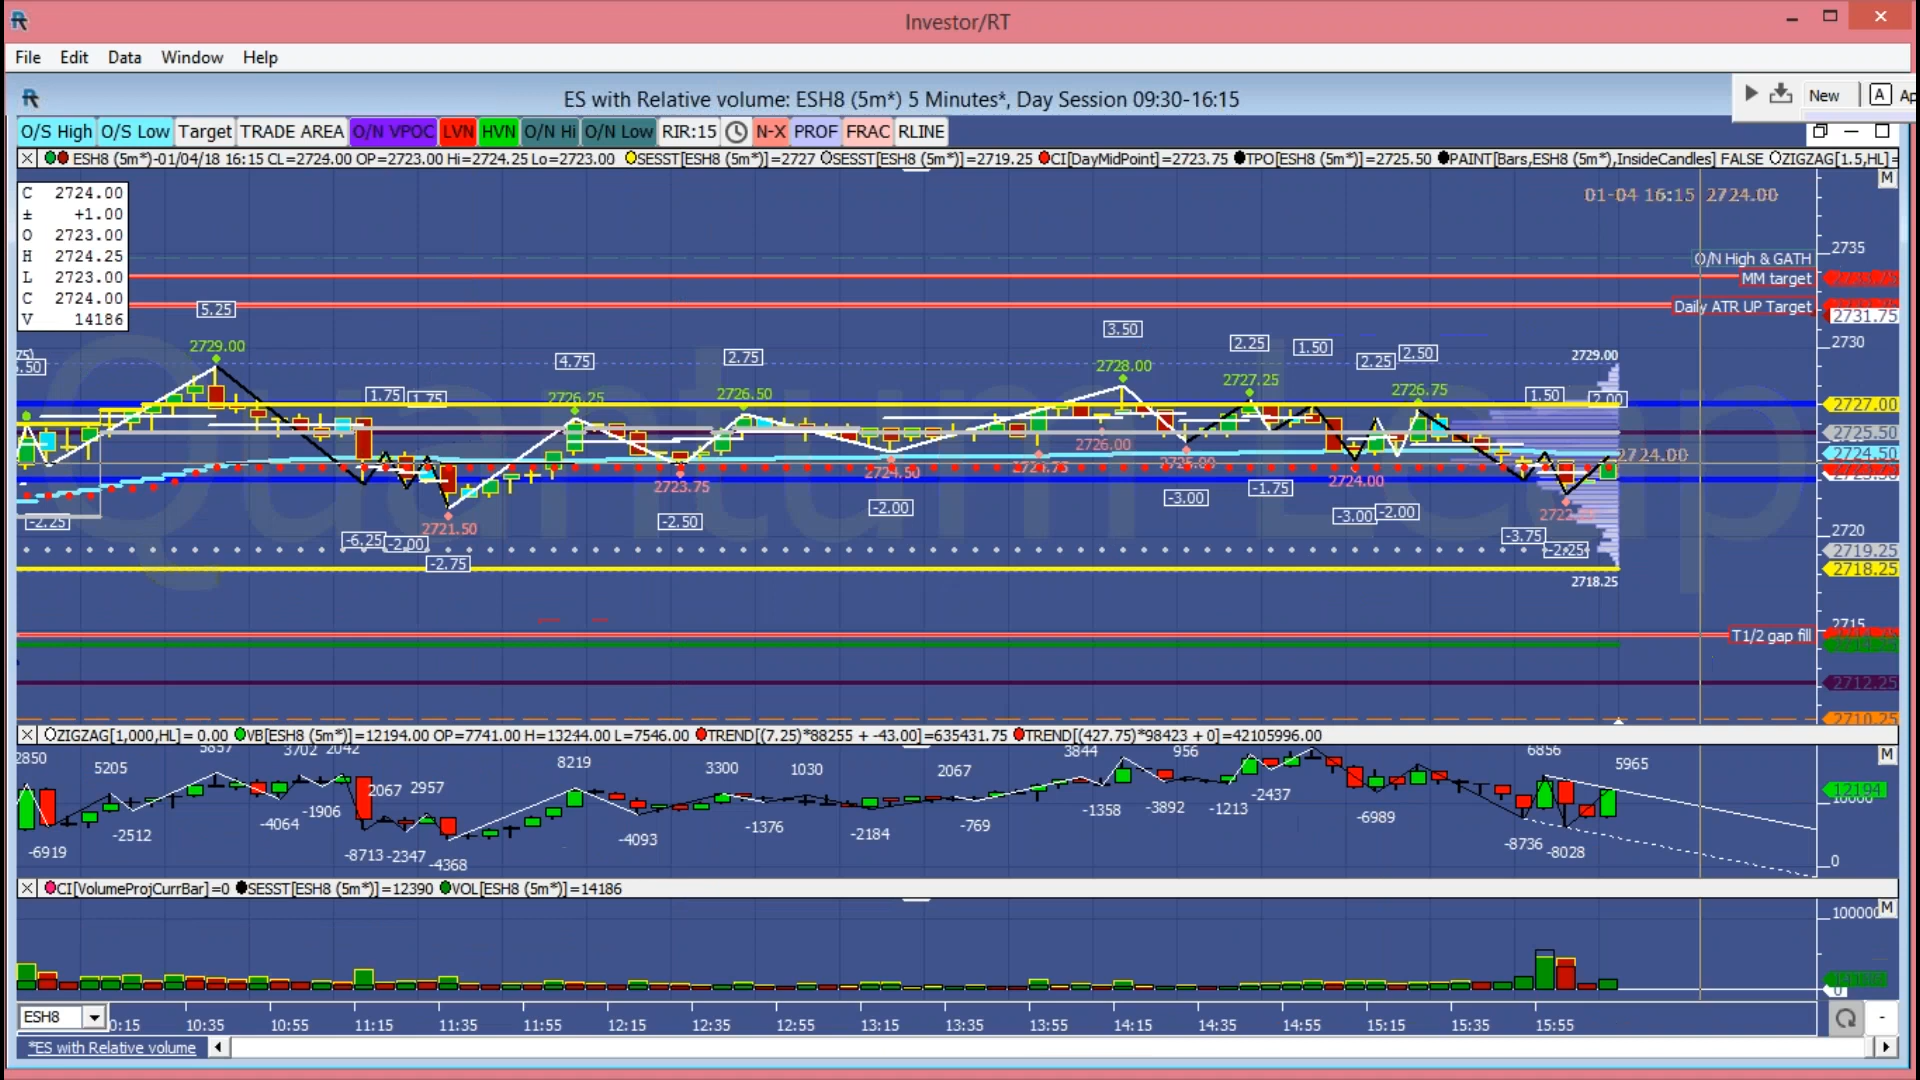 Investor/RT
File Edit Data Window Help
ES with Relative volume: ESH8 (5m*) 5 Minutes*, Day Session 09:30-16:15
New A Ap
O/S High O/S Low Target TRADE AREA O/N VPOC LVN HVN O/N Hi O/N Low RIR:15 N-X PROF FRAC RLINE
ESH8 (5m*)-01/04/18 16:15 CL=2724.00 OP=2723.00 Hi=2724.25 Lo=2723.00 SESST[ESH8 (5m*)]=2727 SESST[ESH8 (5m*)]=2719.25 CI[DayMidPoint]=2723.75 TPO[ESH8 (5m*)]=2725.50 PAINT[Bars,ESH8 (5m*),InsideCandles] FALSE ZIGZAG[1.5,HL]=
M
C 2724.00
± +1.00
O 2723.00
H 2724.25
L 2723.00
C 2724.00
V 14186
01-04 16:15 2724.00
2735
O/N High & GATH
MM target
Daily ATR UP Target
2731.75
5.25
3.50
2730
2729.00
2.25 1.50
4.75 2.75 2.25 2.50 2729.00
.50 2728.00
2727.25
1.75 1.75 2726.25 2726.50 2726.75 1.50 2.00
2727.00
2725.50
2726.00
2724.50
2724.00
2724.50
2723.75 2724.00
-2.25 2721.50 -2.50 -2.00 -3.00 -1.75 -3.00 -2.00
2720
-6.25 -2.00 -3.75 -2.25
2719.25
-2.75
2718.25
2718.25
2715
T1/2 gap fill
2712.25
2710.25
ZIGZAG[1,000,HL]= 0.00 VB[ESH8 (5m*)]=12194.00 OP=7741.00 H=13244.00 L=7546.00 TREND[(7.25)*88255 + -43.00]=635431.75 TREND[(427.75)*98423 + 0]=42105996.00
M
2850 5205 5857 3702 2042 8219 3300 1030 2067 3844 956 6856 5965
2067 2957
12194
10000
-6919 -2512 -4064 -1906 -8713 -2347 -4368 -4093 -1376 -2184 -769 -1358 -3892 -1213 -2437 -6989 -8736 -8028
0
CI[VolumeProjCurrBar]=0 SESST[ESH8 (5m*)]=12390 VOL[ESH8 (5m*)]=14186
M
100000
0
ESH8
0:15 10:35 10:55 11:15 11:35 11:55 12:15 12:35 12:55 13:15 13:35 13:55 14:15 14:35 14:55 15:15 15:35 15:55
*ES with Relative volume